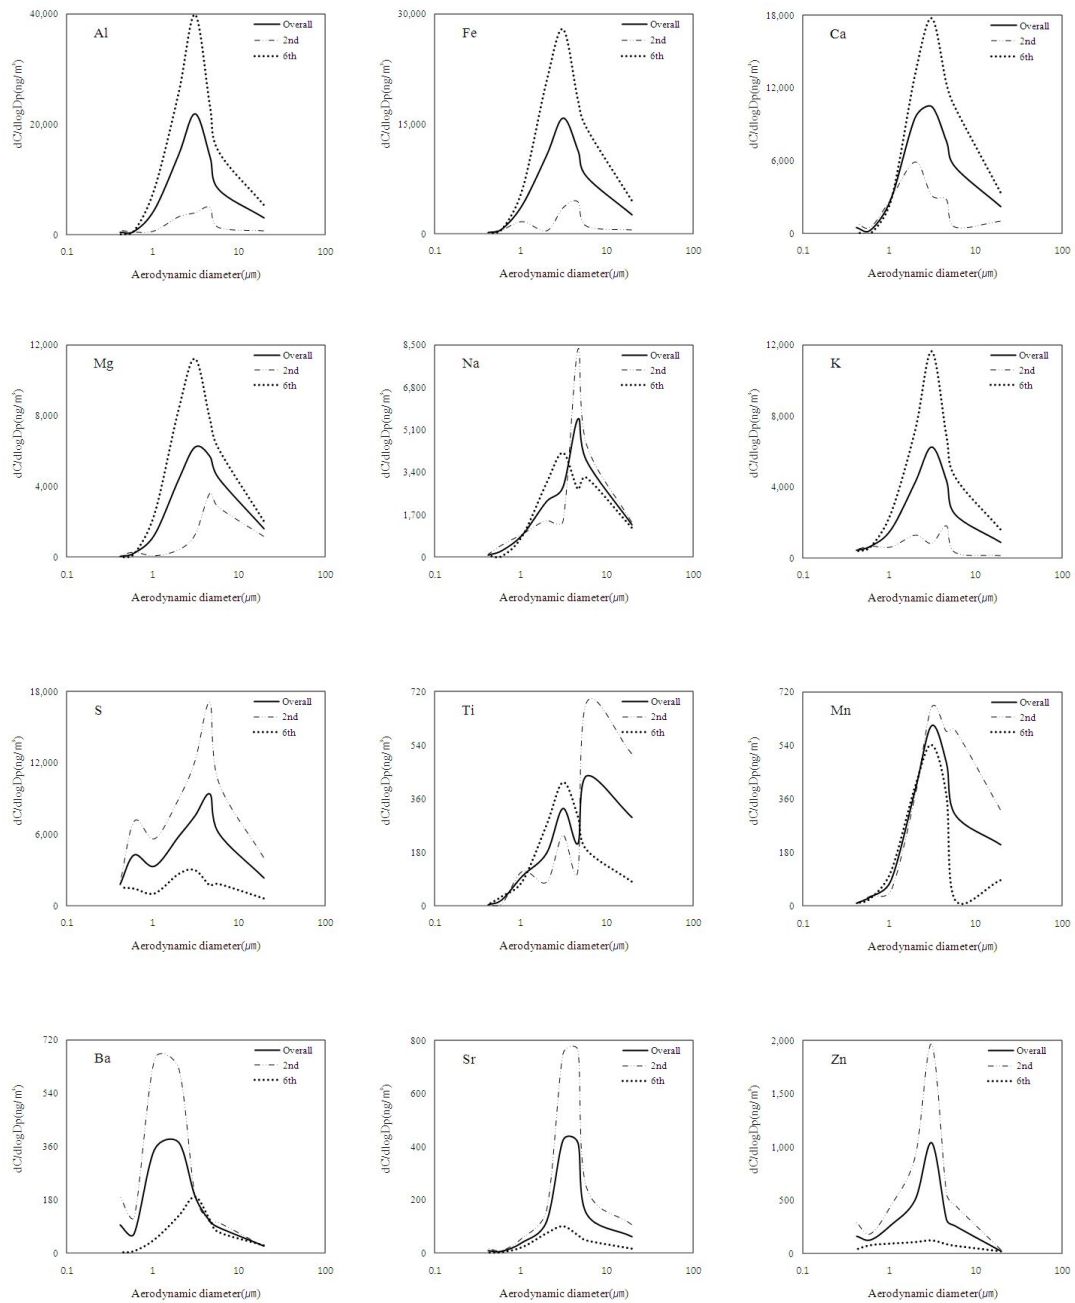 Al
Overall
2nd
6th
40,000
20,000
0
0.1 1 10 100
dC/dlogDp(ng/㎥)
Aerodynamic diameter(㎛)
Fe
Overall
2nd
6th
30,000
15,000
0
0.1 1 10 100
dC/dlogDp(ng/㎥)
Aerodynamic diameter(㎛)
Ca
Overall
2nd
6th
18,000
12,000
6,000
0
0.1 1 10 100
dC/dlogDp(ng/㎥)
Aerodynamic diameter(㎛)
Mg
Overall
2nd
6th
12,000
8,000
4,000
0
0.1 1 10 100
dC/dlogDp(ng/㎥)
Aerodynamic diameter(㎛)
Na
Overall
2nd
6th
8,500
6,800
5,100
3,400
1,700
0
0.1 1 10 100
dC/dlogDp(ng/㎥)
Aerodynamic diameter(㎛)
K
Overall
2nd
6th
12,000
8,000
4,000
0
0.1 1 10 100
dC/dlogDp(ng/㎥)
Aerodynamic diameter(㎛)
S
Overall
2nd
6th
18,000
12,000
6,000
0
0.1 1 10 100
dC/dlogDp(ng/㎥)
Aerodynamic diameter(㎛)
Ti
Overall
2nd
6th
720
540
360
180
0
0.1 1 10 100
dC/dlogDp(ng/㎥)
Aerodynamic diameter(㎛)
Mn
Overall
2nd
6th
720
540
360
180
0
0.1 1 10 100
dC/dlogDp(ng/㎥)
Aerodynamic diameter(㎛)
Ba
Overall
2nd
6th
720
540
360
180
0
0.1 1 10 100
dC/dlogDp(ng/㎥)
Aerodynamic diameter(㎛)
Sr
Overall
2nd
6th
800
600
400
200
0
0.1 1 10 100
dC/dlogDp(ng/㎥)
Aerodynamic diameter(㎛)
Zn
Overall
2nd
6th
2,000
1,500
1,000
500
0
0.1 1 10 100
dC/dlogDp(ng/㎥)
Aerodynamic diameter(㎛)